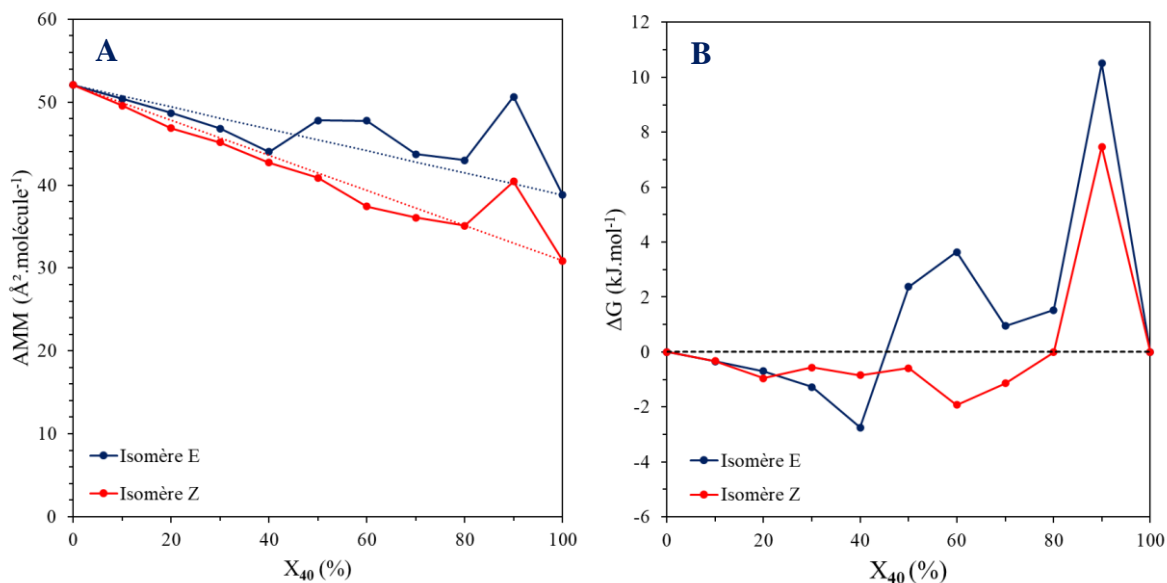 A
AMM (Å².molécule⁻¹)
60
50
40
30
20
10
0
Isomère E
Isomère Z
0 20 40 60 80 100
X₄₀ (%)
B
ΔG (kJ.mol⁻¹)
12
10
8
6
4
2
0
-2
-4
-6
Isomère E
Isomère Z
0 20 40 60 80 100
X₄₀ (%)